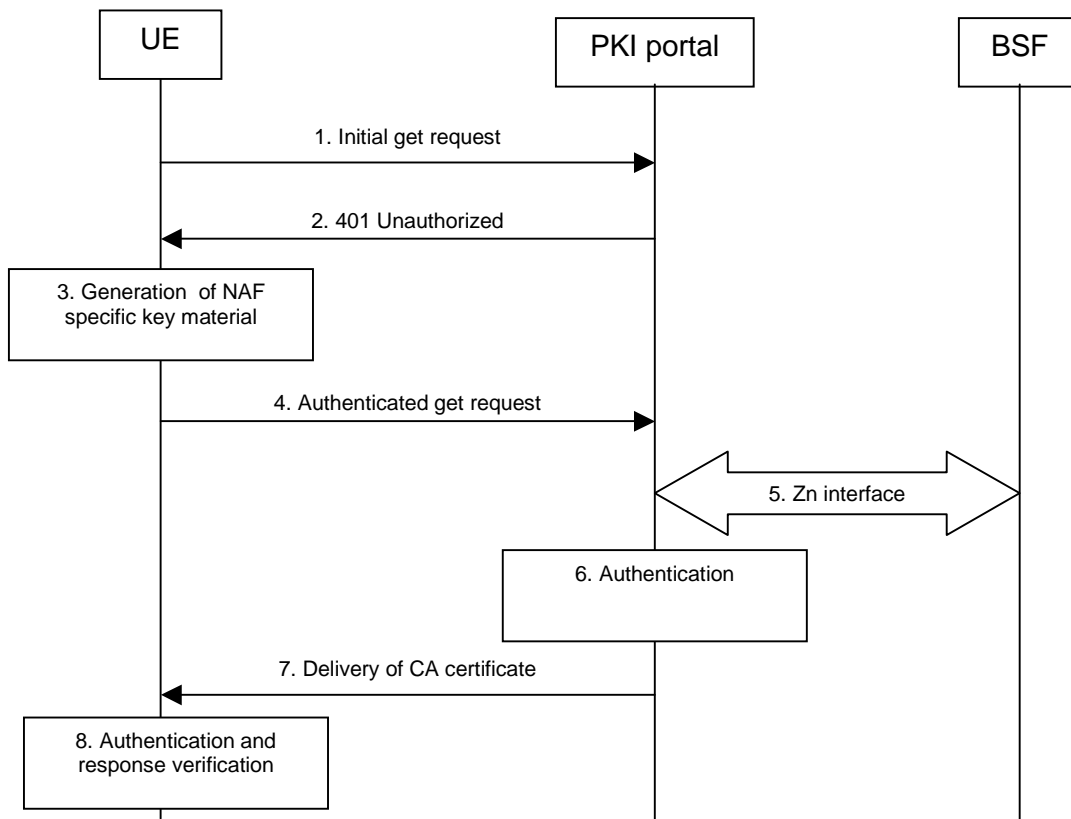 UE
PKI portal
BSF
1. Initial get request
2. 401 Unauthorized
3. Generation of NAF
specific key material
4. Authenticated get request
5. Zn interface
6. Authentication
7. Delivery of CA certificate
8. Authentication and
response verification